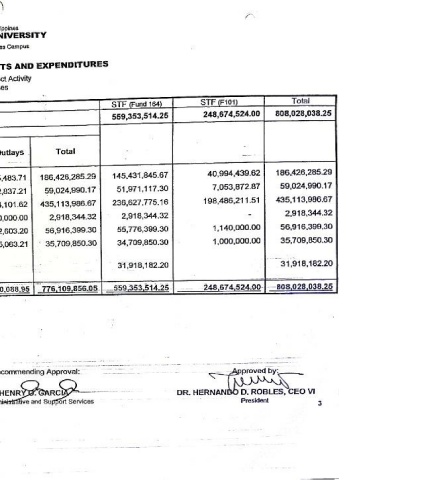 NIVERSITY
Campus
TS AND EXPENDITURES
ct Activity
STF (Fund 164) STF (F101) Total
559,353,514.25 248,674,524.00 808,028,038.25
Outlays Total
,483.71 186,426,285.29 145,431,845.67 40,994,439.62 186,426,285.29
,837.21 59,024,990.17 51,971,117.30 7,053,872.87 59,024,990.17
,101.62 435,113,986.67 236,627,775.16 198,486,211.51 435,113,986.67
0,000.00 2,918,344.32 2,918,344.32 - 2,918,344.32
2,603.20 56,916,399.30 55,776,399.30 1,140,000.00 56,916,399.30
5,063.21 35,709,850.30 34,709,850.30 1,000,000.00 35,709,850.30
31,918,182.20 31,918,182.20
0,088.95 776,109,856.05 559,353,514.25 248,674,524.00 808,028,038.25
commending Approval: Approved by:
HENRY G. GARCIA DR. HERNANDO D. ROBLES, CEO VI
nistrative and Support Services President
3